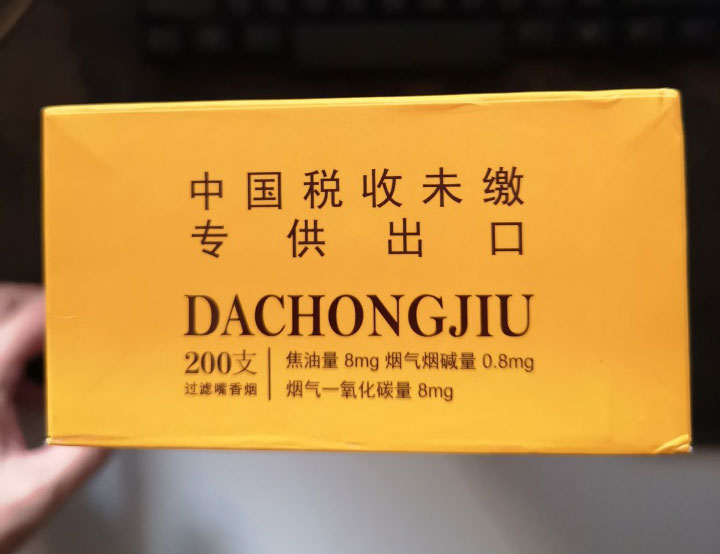 中国税收未缴
专供出口
DACHONGJIU
200支
过滤嘴香烟
焦油量 8mg 烟气烟碱量 0.8mg
烟气一氧化碳量 8mg